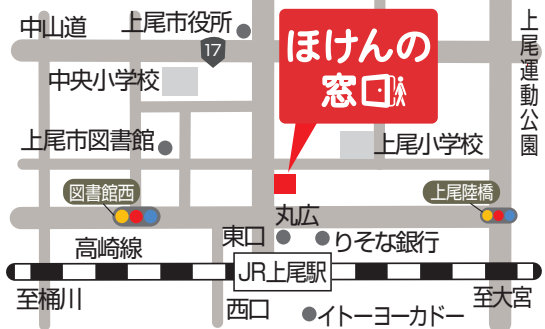 中山道
上尾市役所
17
ほけんの
窓口
上尾運動公園
中央小学校
上尾市図書館
上尾小学校
図書館西
上尾陸橋
丸広
高崎線
東口
りそな銀行
JR上尾駅
至桶川
西口
イトーヨーカドー
至大宮